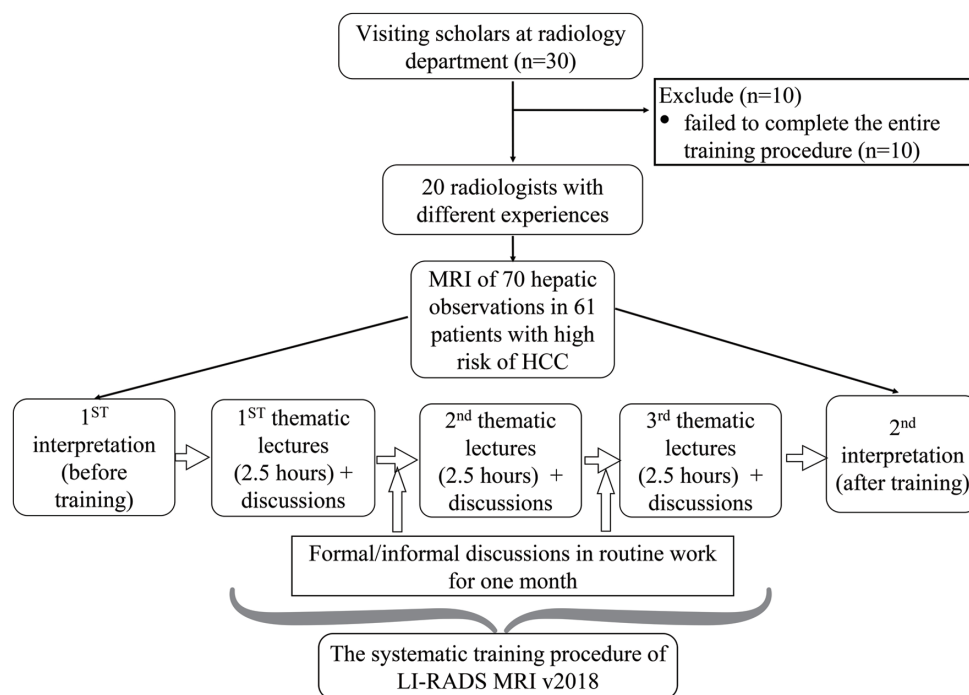 Visiting scholars at radiology
department (n=30)
Exclude (n=10)
• failed to complete the entire
training procedure (n=10)
20 radiologists with
different experiences
MRI of 70 hepatic
observations in 61
patients with high
risk of HCC
1ST
interpretation
(before
training)
1ST thematic
lectures
(2.5 hours) +
discussions
2nd thematic
lectures
(2.5 hours) +
discussions
3rd thematic
lectures
(2.5 hours) +
discussions
2nd
interpretation
(after training)
Formal/informal discussions in routine work
for one month
The systematic training procedure of
LI-RADS MRI v2018